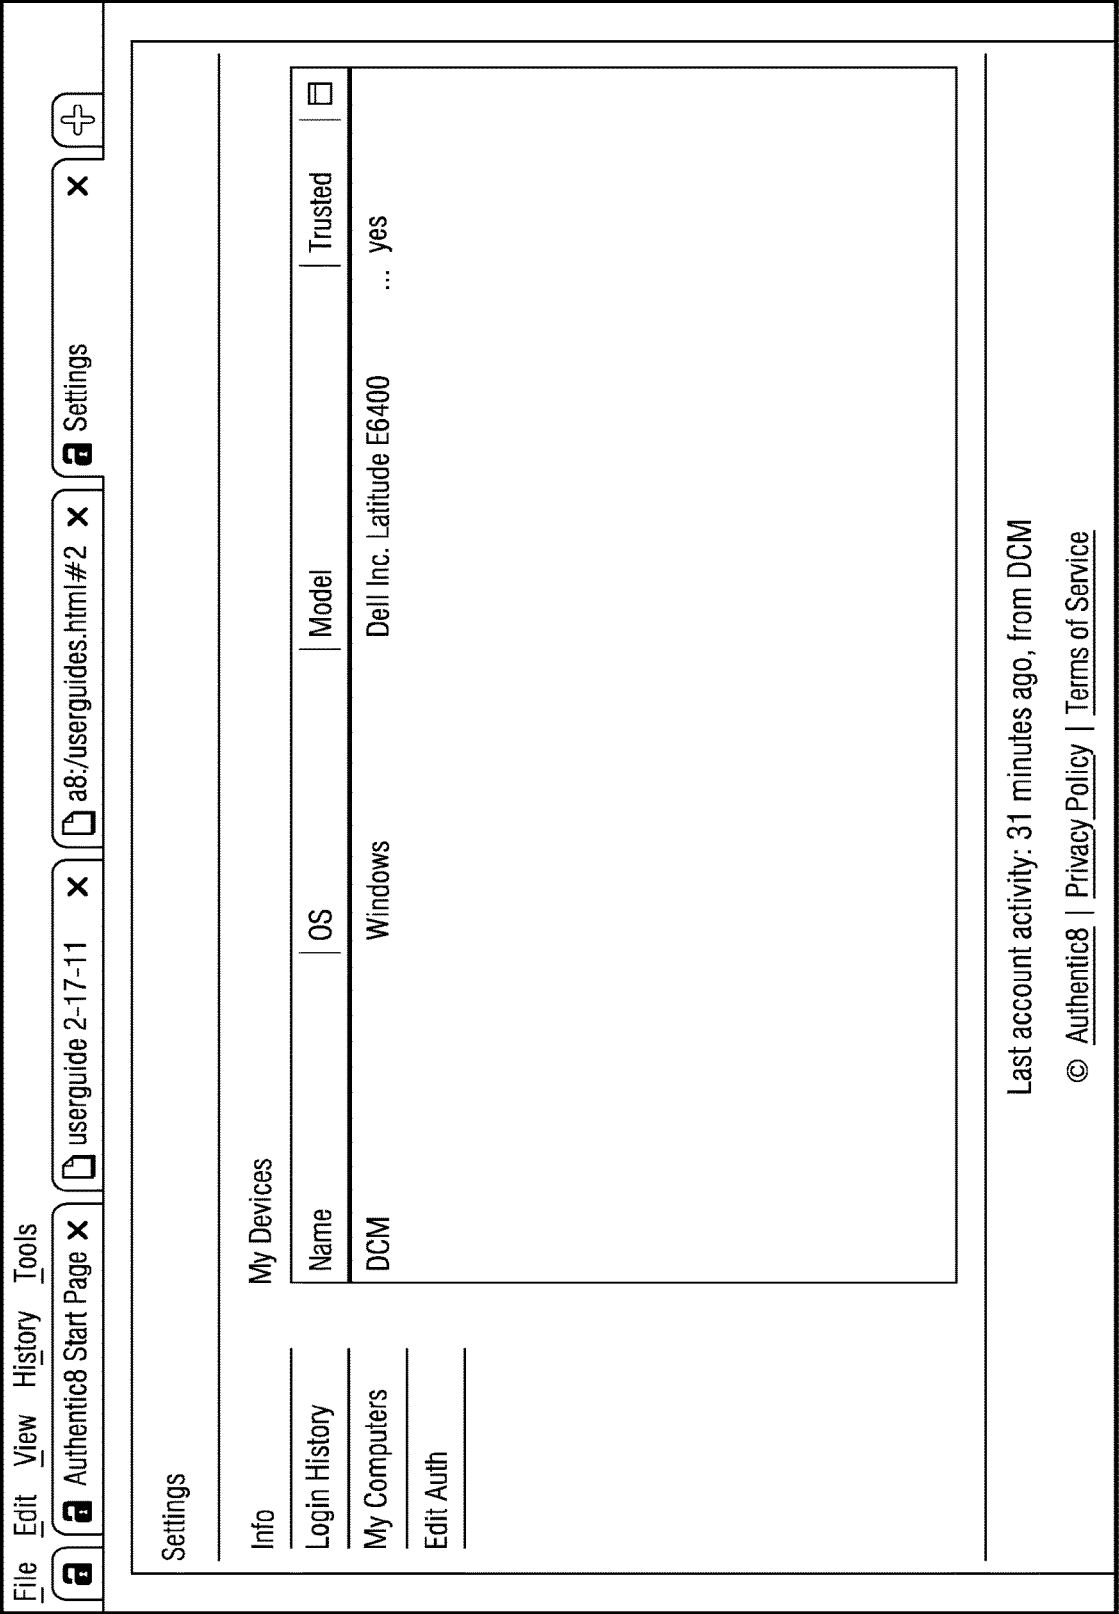 File Edit View History Tools
Authentic8 Start Page userguide 2-17-11 a8:/userguides.html#2 Settings
Settings
Info
Login History
My Computers
Edit Auth
My Devices
Name OS Model Trusted
DCM Windows Dell Inc. Latitude E6400 ... yes
Last account activity: 31 minutes ago, from DCM
© Authentic8 | Privacy Policy | Terms of Service